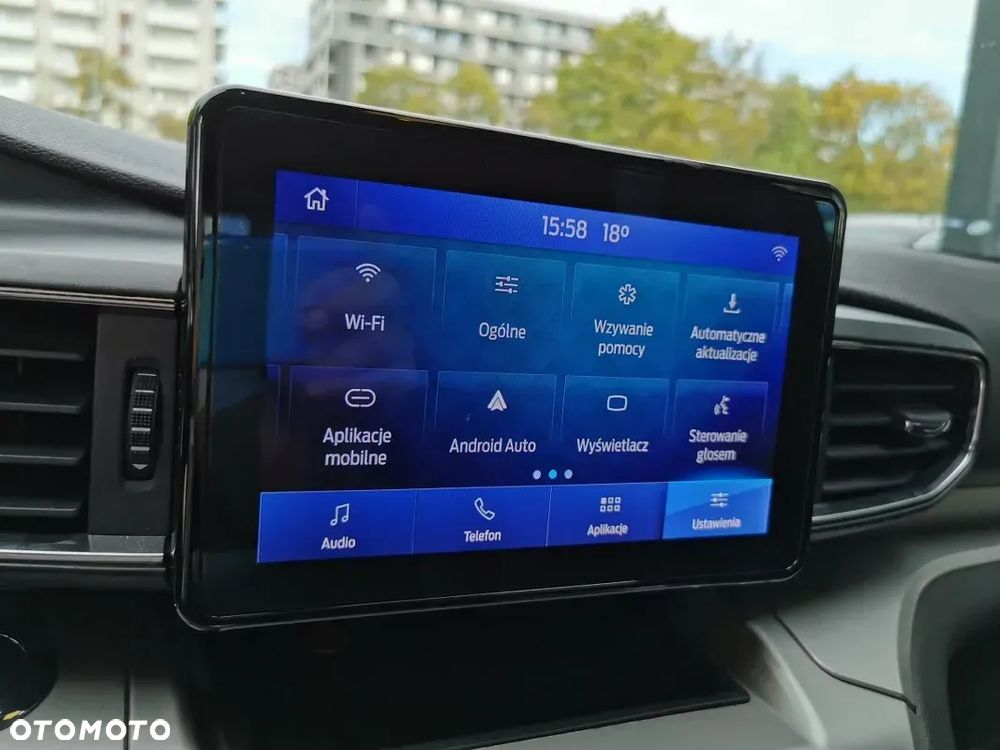 15:58 18°
Wi-Fi
Ogólne
Wzywanie
pomocy
Automatyczne
aktualizacje
Aplikacje
mobilne
Android Auto
Wyświetlacz
Sterowanie
głosem
Audio
Telefon
Aplikacje
Ustawienia
OTOMOTO